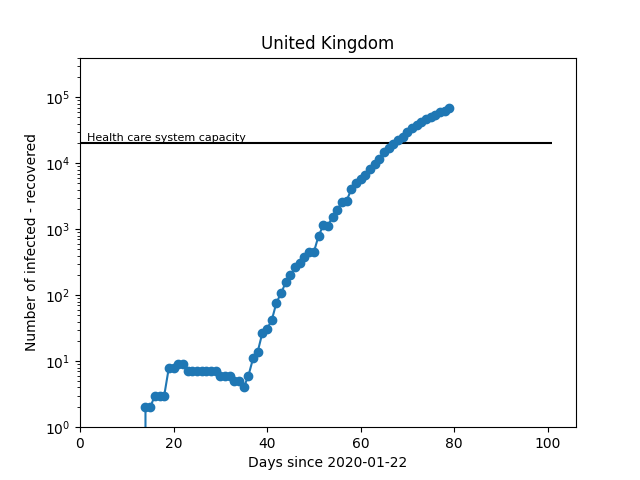 United Kingdom
Number of infected - recovered
10^5
10^4
10^3
10^2
10^1
10^0
Health care system capacity
0 20 40 60 80 100
Days since 2020-01-22